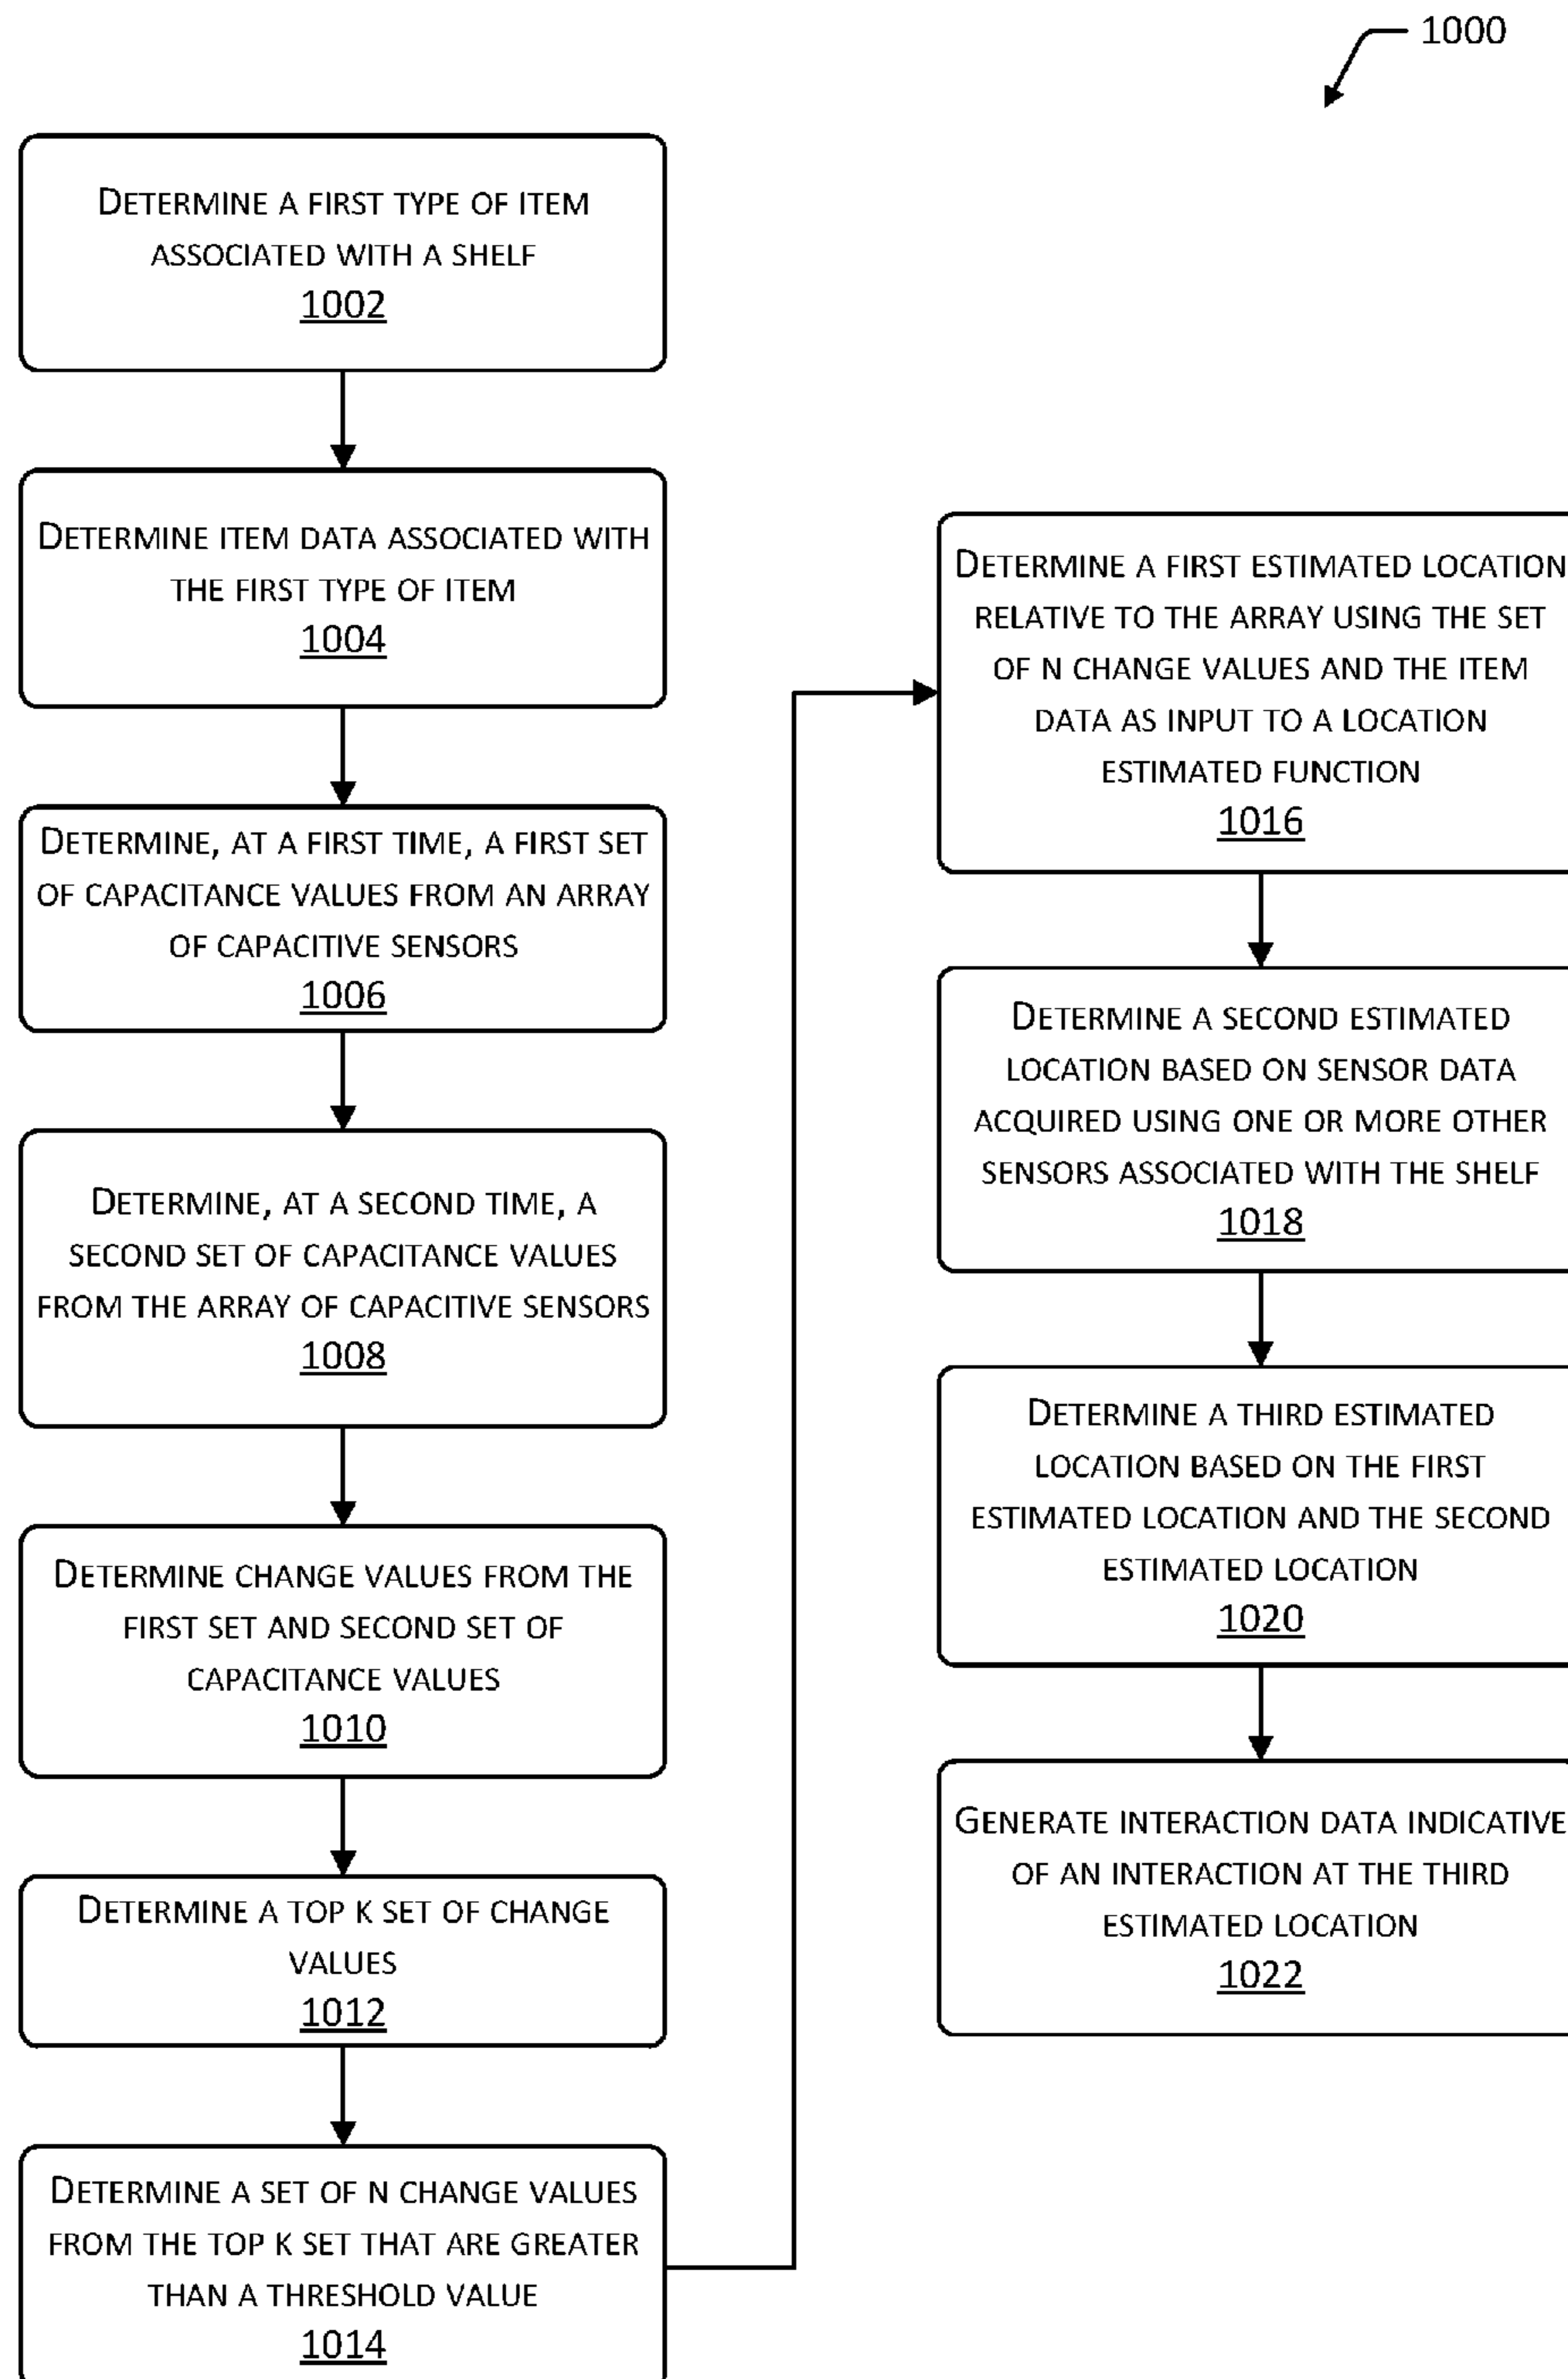 1000
DETERMINE A FIRST TYPE OF ITEM
ASSOCIATED WITH A SHELF
1002
DETERMINE ITEM DATA ASSOCIATED WITH
THE FIRST TYPE OF ITEM
1004
DETERMINE, AT A FIRST TIME, A FIRST SET
OF CAPACITANCE VALUES FROM AN ARRAY
OF CAPACITIVE SENSORS
1006
DETERMINE, AT A SECOND TIME, A
SECOND SET OF CAPACITANCE VALUES
FROM THE ARRAY OF CAPACITIVE SENSORS
1008
DETERMINE CHANGE VALUES FROM THE
FIRST SET AND SECOND SET OF
CAPACITANCE VALUES
1010
DETERMINE A TOP K SET OF CHANGE
VALUES
1012
DETERMINE A SET OF N CHANGE VALUES
FROM THE TOP K SET THAT ARE GREATER
THAN A THRESHOLD VALUE
1014
DETERMINE A FIRST ESTIMATED LOCATION
RELATIVE TO THE ARRAY USING THE SET
OF N CHANGE VALUES AND THE ITEM
DATA AS INPUT TO A LOCATION
ESTIMATED FUNCTION
1016
DETERMINE A SECOND ESTIMATED
LOCATION BASED ON SENSOR DATA
ACQUIRED USING ONE OR MORE OTHER
SENSORS ASSOCIATED WITH THE SHELF
1018
DETERMINE A THIRD ESTIMATED
LOCATION BASED ON THE FIRST
ESTIMATED LOCATION AND THE SECOND
ESTIMATED LOCATION
1020
GENERATE INTERACTION DATA INDICATIVE
OF AN INTERACTION AT THE THIRD
ESTIMATED LOCATION
1022